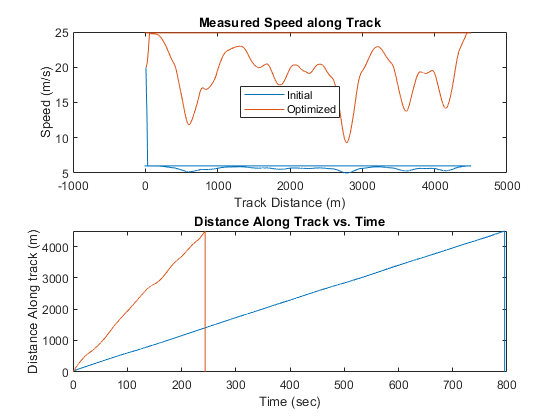 Measured Speed along Track
Speed (m/s)
25
20
15
10
5
Initial
Optimized
-1000 0 1000 2000 3000 4000 5000
Track Distance (m)
Distance Along Track vs. Time
Distance Along track (m)
4000
3000
2000
1000
0
0 100 200 300 400 500 600 700 800
Time (sec)